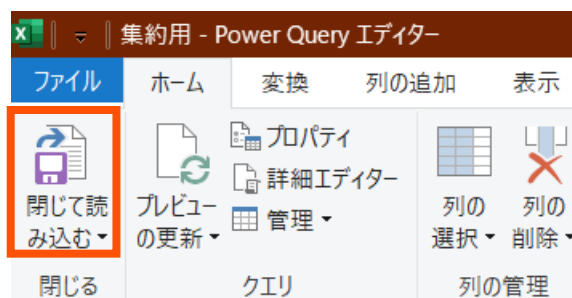 集約用 - Power Query エディター
ファイル ホーム 変換 列の追加 表示
閉じて読
み込む
閉じる
プレビュー
の更新
プロパティ
詳細エディター
管理
クエリ
列の
選択
列の
削除
列の管理